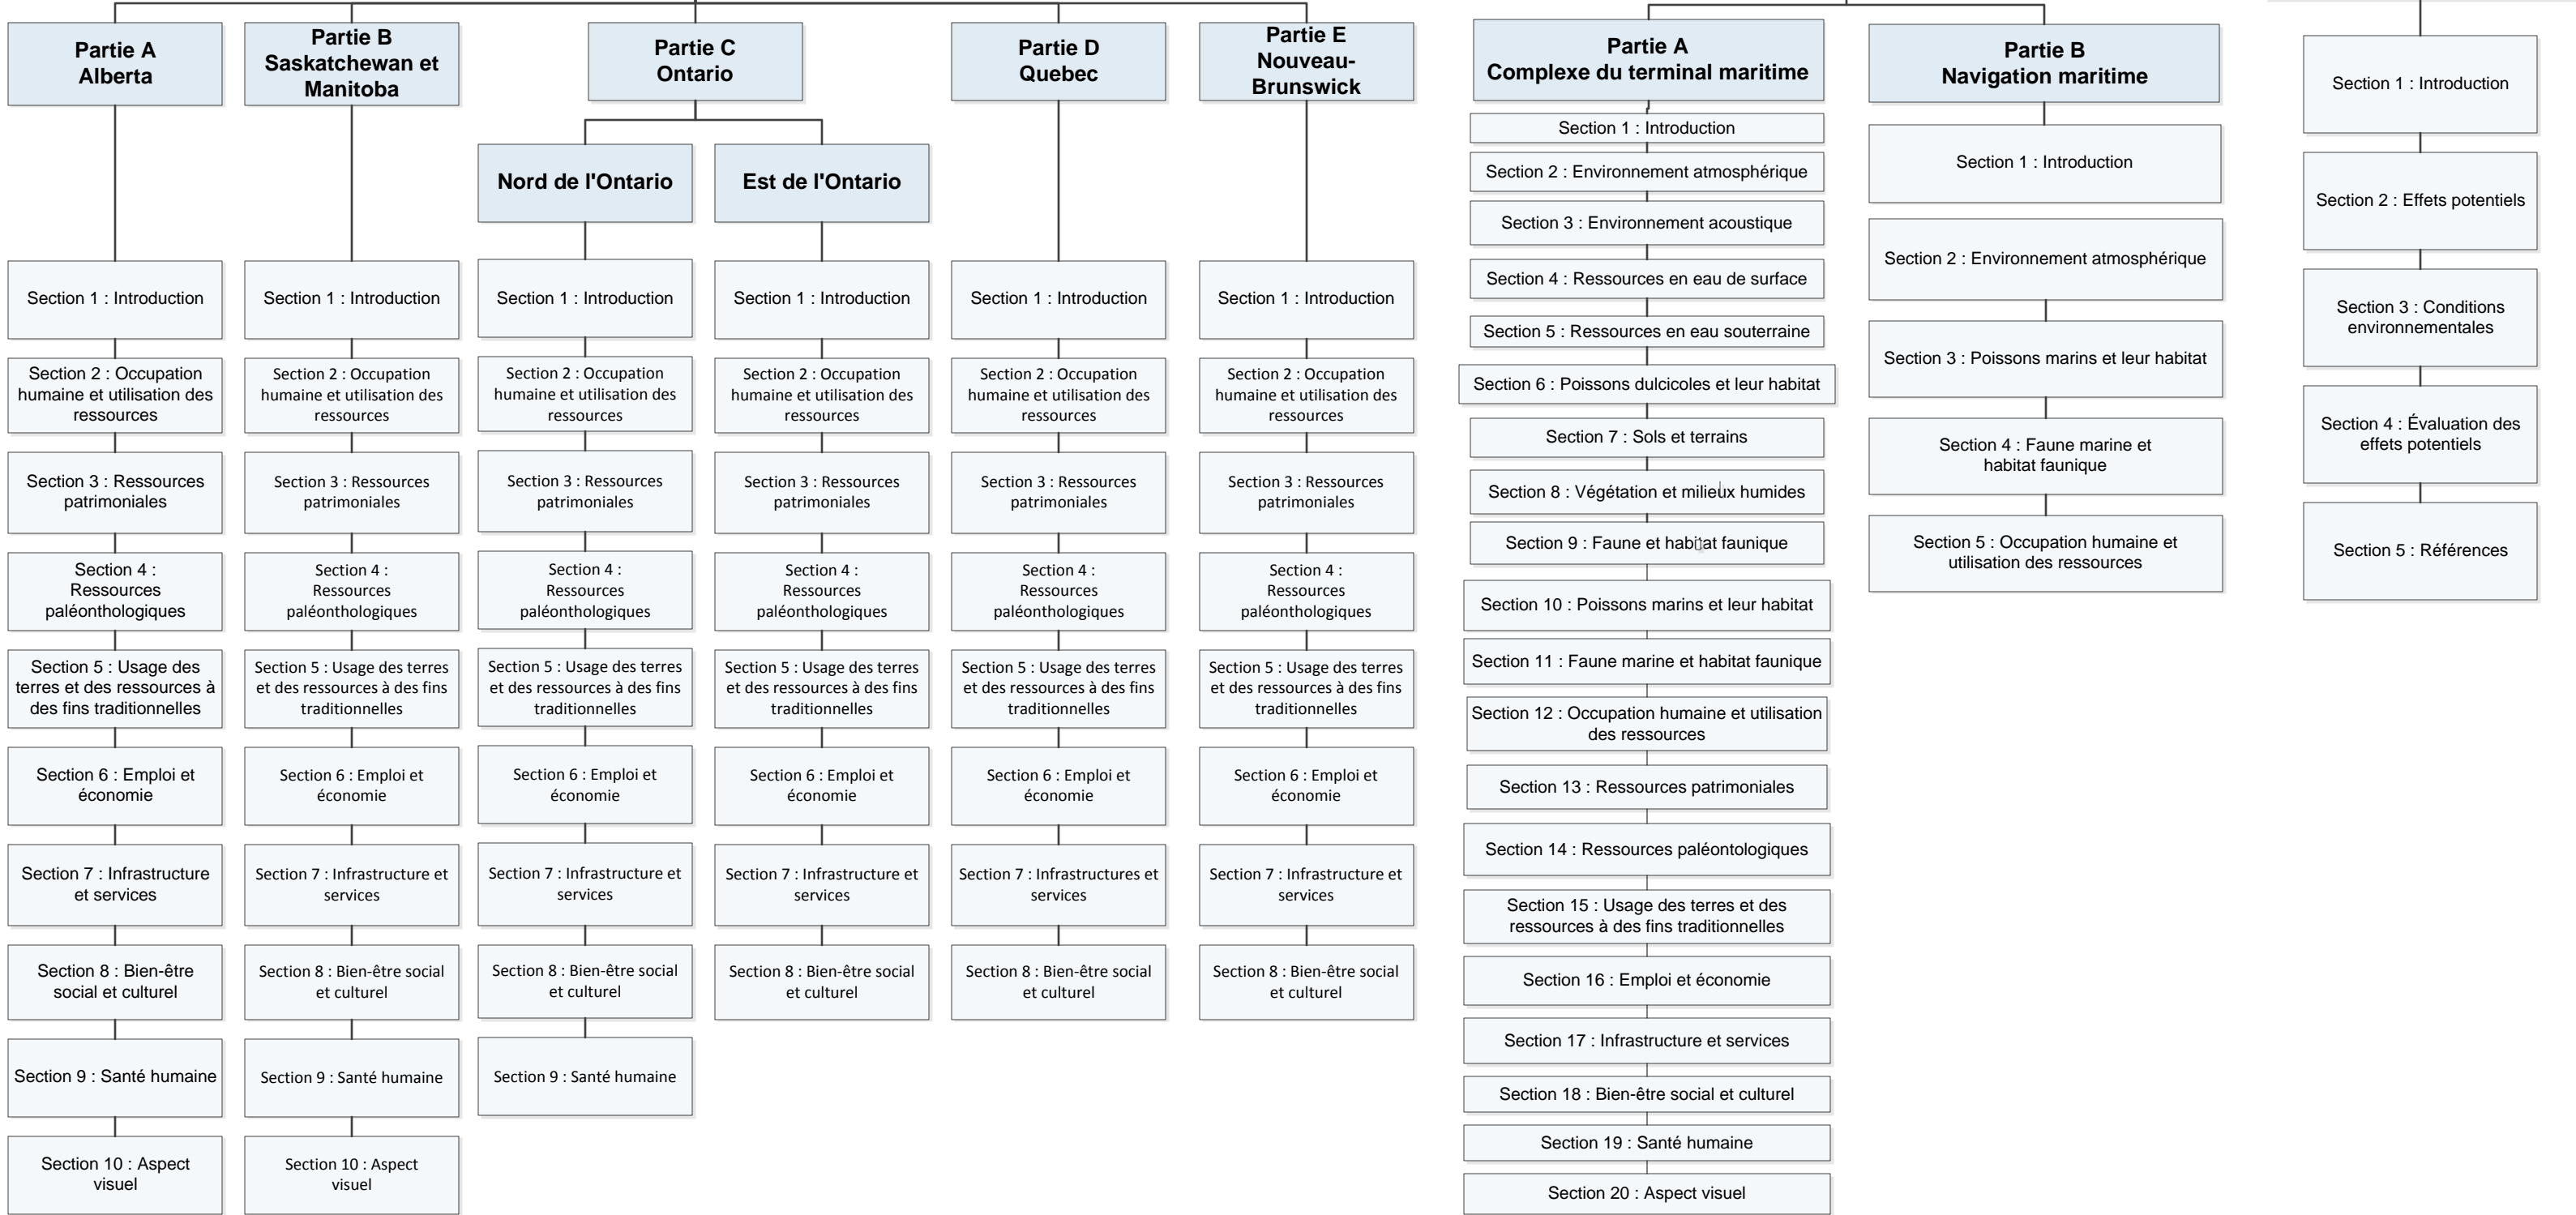 Partie A
Alberta
Section 1 : Introduction
Section 2 : Occupation
humaine et utilisation des
ressources
Section 3 : Ressources
patrimoniales
Section 4 :
Ressources
paléonthologiques
Section 5 : Usage des
terres et des ressources à
des fins traditionnelles
Section 6 : Emploi et
économie
Section 7 : Infrastructure
et services
Section 8 : Bien-être
social et culturel
Section 9 : Santé humaine
Section 10 : Aspect
visuel
Partie B
Saskatchewan et
Manitoba
Section 1 : Introduction
Section 2 : Occupation
humaine et utilisation des
ressources
Section 3 : Ressources
patrimoniales
Section 4 :
Ressources
paléonthologiques
Section 5 : Usage des terres
et des ressources à des fins
traditionnelles
Section 6 : Emploi et
économie
Section 7 : Infrastructure et
services
Section 8 : Bien-être social
et culturel
Section 9 : Santé humaine
Section 10 : Aspect
visuel
Partie C
Ontario
Nord de l'Ontario
Section 1 : Introduction
Section 2 : Occupation
humaine et utilisation des
ressources
Section 3 : Ressources
patrimoniales
Section 4 :
Ressources
paléonthologiques
Section 5 : Usage des terres
et des ressources à des fins
traditionnelles
Section 6 : Emploi et
économie
Section 7 : Infrastructure et
services
Section 8 : Bien-être social
et culturel
Section 9 : Santé humaine
Est de l'Ontario
Section 1 : Introduction
Section 2 : Occupation
humaine et utilisation des
ressources
Section 3 : Ressources
patrimoniales
Section 4 :
Ressources
paléonthologiques
Section 5 : Usage des terres
et des ressources à des fins
traditionnelles
Section 6 : Emploi et
économie
Section 7 : Infrastructure et
services
Section 8 : Bien-être social
et culturel
Partie D
Quebec
Section 1 : Introduction
Section 2 : Occupation
humaine et utilisation des
ressources
Section 3 : Ressources
patrimoniales
Section 4 :
Ressources
paléonthologiques
Section 5 : Usage des terres
et des ressources à des fins
traditionnelles
Section 6 : Emploi et
économie
Section 7 : Infrastructures et
services
Section 8 : Bien-être social
et culturel
Partie E
Nouveau-
Brunswick
Section 1 : Introduction
Section 2 : Occupation
humaine et utilisation des
ressources
Section 3 : Ressources
patrimoniales
Section 4 :
Ressources
paléonthologiques
Section 5 : Usage des terres
et des ressources à des fins
traditionnelles
Section 6 : Emploi et
économie
Section 7 : Infrastructure et
services
Section 8 : Bien-être social
et culturel
Partie A
Complexe du terminal maritime
Section 1 : Introduction
Section 2 : Environnement atmosphérique
Section 3 : Environnement acoustique
Section 4 : Ressources en eau de surface
Section 5 : Ressources en eau souterraine
Section 6 : Poissons dulcicoles et leur habitat
Section 7 : Sols et terrains
Section 8 : Végétation et milieux humides
Section 9 : Faune et habitat faunique
Section 10 : Poissons marins et leur habitat
Section 11 : Faune marine et habitat faunique
Section 12 : Occupation humaine et utilisation
des ressources
Section 13 : Ressources patrimoniales
Section 14 : Ressources paléontologiques
Section 15 : Usage des terres et des
ressources à des fins traditionnelles
Section 16 : Emploi et économie
Section 17 : Infrastructure et services
Section 18 : Bien-être social et culturel
Section 19 : Santé humaine
Section 20 : Aspect visuel
Partie B
Navigation maritime
Section 1 : Introduction
Section 2 : Environnement atmosphérique
Section 3 : Poissons marins et leur habitat
Section 4 : Faune marine et
habitat faunique
Section 5 : Occupation humaine et
utilisation des ressources
Section 1 : Introduction
Section 2 : Effets potentiels
Section 3 : Conditions
environnementales
Section 4 : Évaluation des
effets potentiels
Section 5 : Références